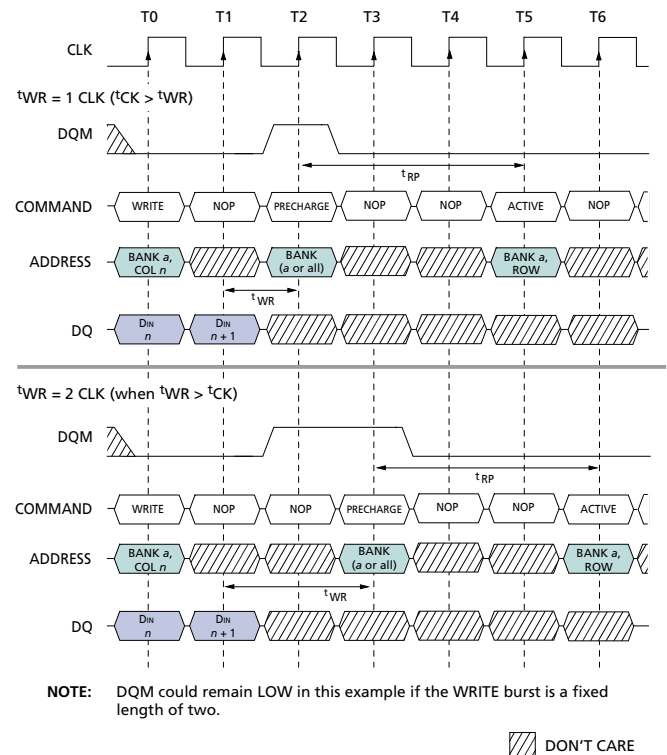 T0 T1 T2 T3 T4 T5 T6
CLK
tWR = 1 CLK (tCK > tWR)
DQM
tRP
COMMAND WRITE NOP PRECHARGE NOP NOP ACTIVE NOP
ADDRESS BANK a, COL n BANK (a or all) BANK a, ROW
tWR
DQ DIN n DIN n + 1
tWR = 2 CLK (when tWR > tCK)
DQM
tRP
COMMAND WRITE NOP NOP PRECHARGE NOP NOP ACTIVE
ADDRESS BANK a, COL n BANK (a or all) BANK a, ROW
tWR
DQ DIN n DIN n + 1
NOTE: DQM could remain LOW in this example if the WRITE burst is a fixed
length of two.
DON'T CARE